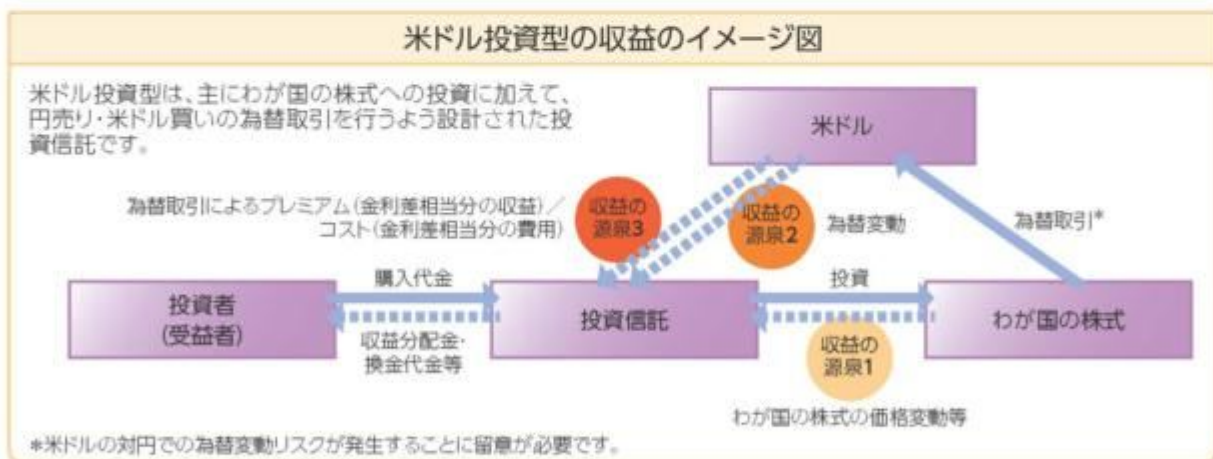 米ドル投資型の収益のイメージ図
米ドル投資型は、主にわが国の株式への投資に加えて、
円売り・米ドル買いの為替取引を行うよう設計された投
資信託です。
米ドル
為替取引によるプレミアム(金利差相当分の収益)／
コスト(金利差相当分の費用)
収益の
源泉3
収益の
源泉2
為替変動
為替取引*
購入代金
投資
投資者
(受益者)
投資信託
わが国の株式
収益分配金・
換金代金等
収益の
源泉1
わが国の株式の価格変動等
*米ドルの対円での為替変動リスクが発生することに留意が必要です。